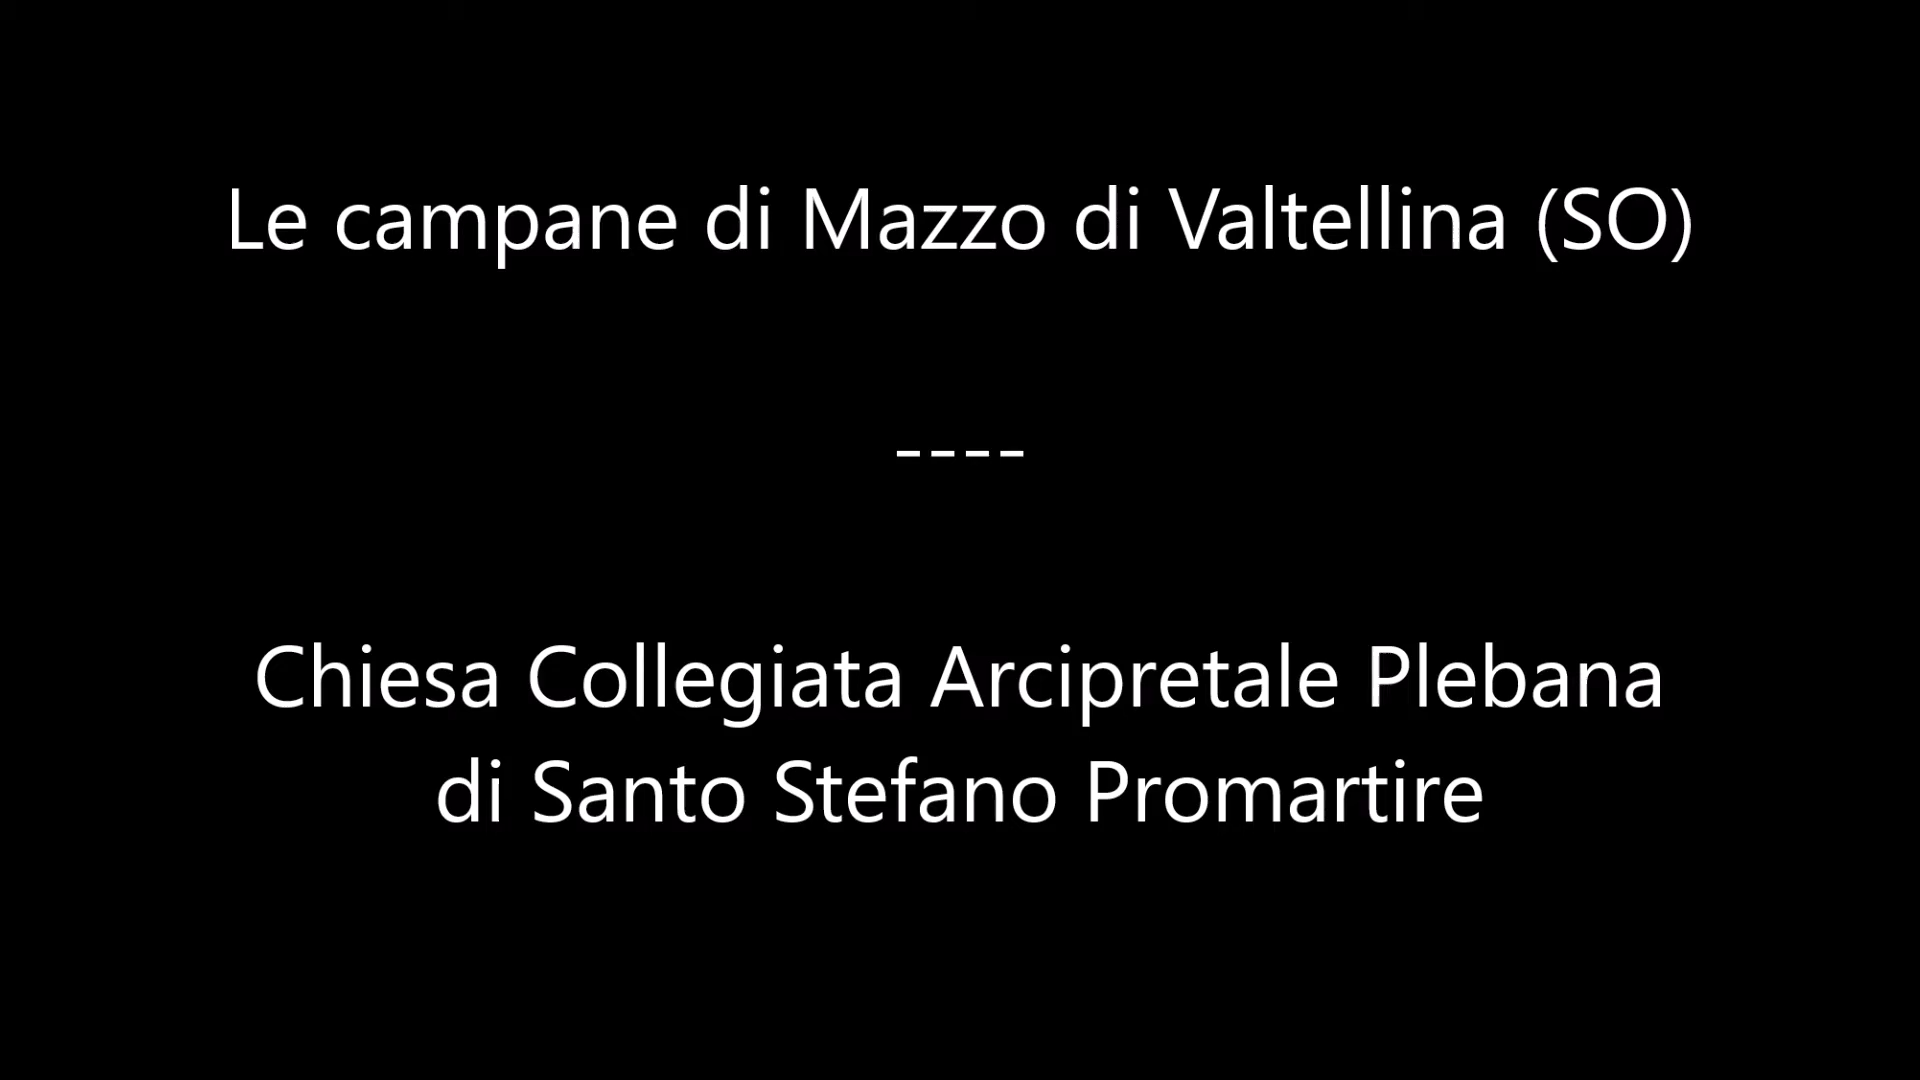 Le campane di Mazzo di Valtellina (SO)
----
Chiesa Collegiata Arcipretale Plebana
di Santo Stefano Promartire